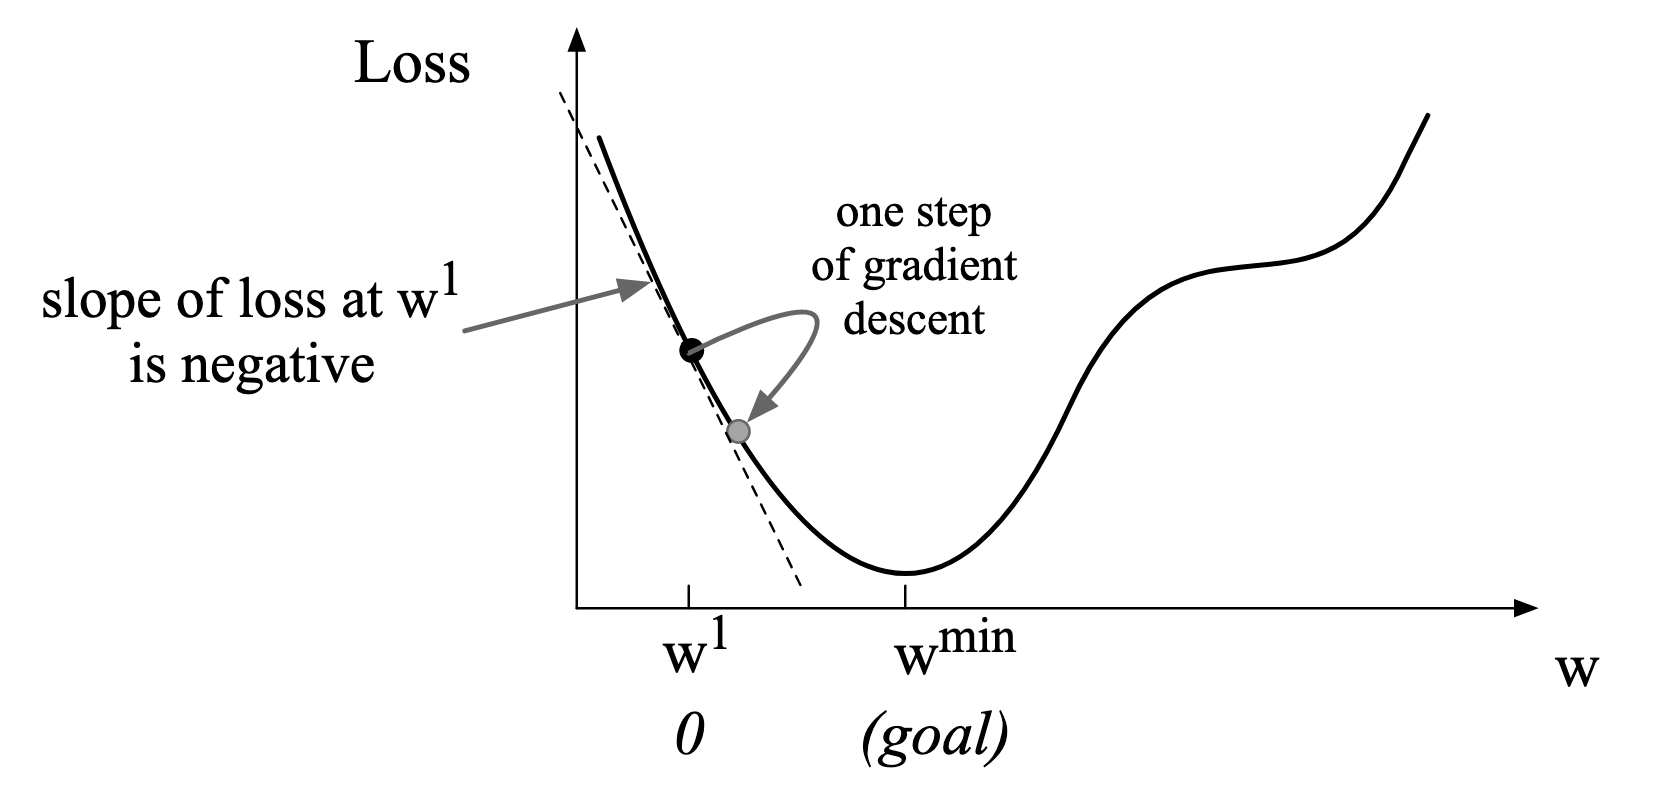 Loss
one step
of gradient
descent
slope of loss at w1
is negative
w1
wmin
w
0
(goal)